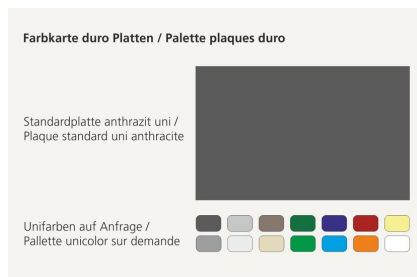 Farbkarte duro Platten / Palette plaques duro
Standardplatte anthrazit uni /
Plaque standard uni anthracite
Unifarben auf Anfrage /
Pallette unicolor sur demande